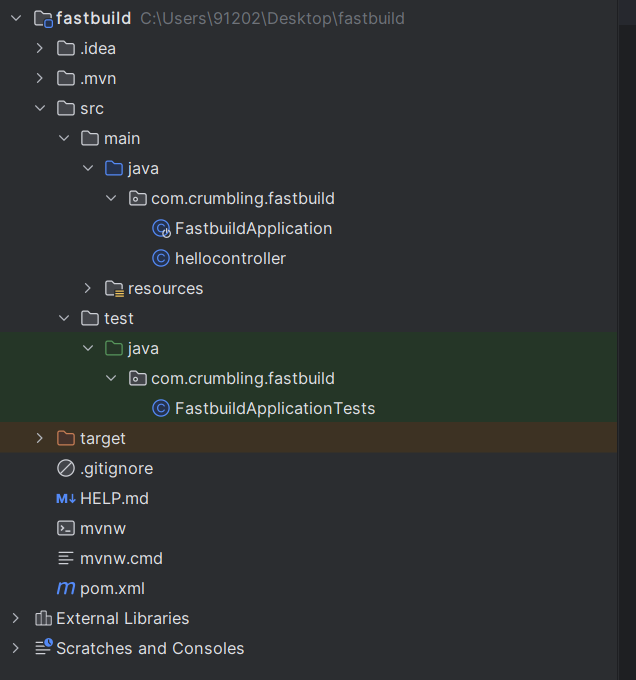 fastbuild C:\Users\91202\Desktop\fastbuild
.idea
.mvn
src
main
java
com.crumbling.fastbuild
FastbuildApplication
hellocontroller
resources
test
java
com.crumbling.fastbuild
FastbuildApplicationTests
target
.gitignore
HELP.md
mvnw
mvnw.cmd
pom.xml
External Libraries
Scratches and Consoles